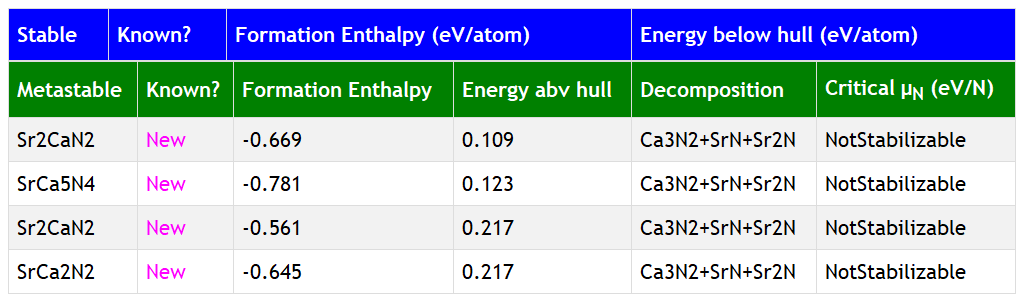 Stable Known? Formation Enthalpy (eV/atom) Energy below hull (eV/atom)
Metastable Known? Formation Enthalpy Energy abv hull Decomposition Critical μN (eV/N)
Sr2CaN2 New -0.669 0.109 Ca3N2+SrN+Sr2N NotStabilizable
SrCa5N4 New -0.781 0.123 Ca3N2+SrN+Sr2N NotStabilizable
Sr2CaN2 New -0.561 0.217 Ca3N2+SrN+Sr2N NotStabilizable
SrCa2N2 New -0.645 0.217 Ca3N2+SrN+Sr2N NotStabilizable